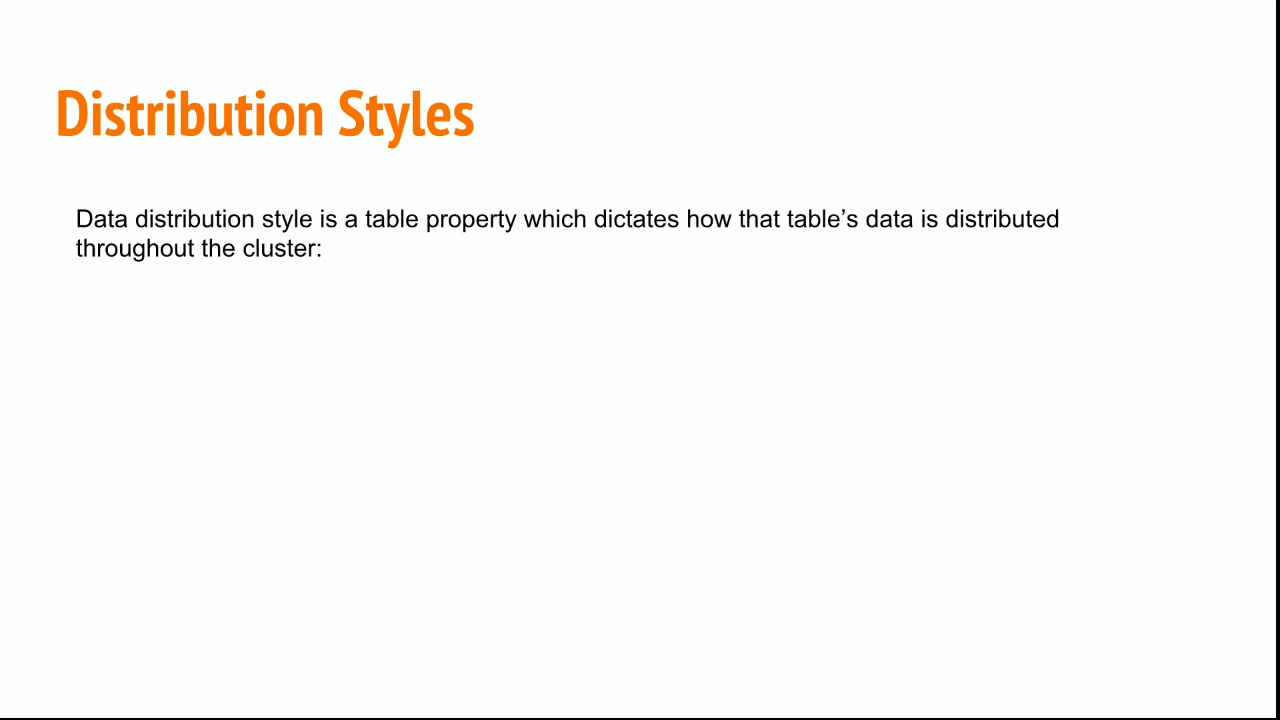 Distribution Styles
Data distribution style is a table property which dictates how that table’s data is distributed
throughout the cluster: